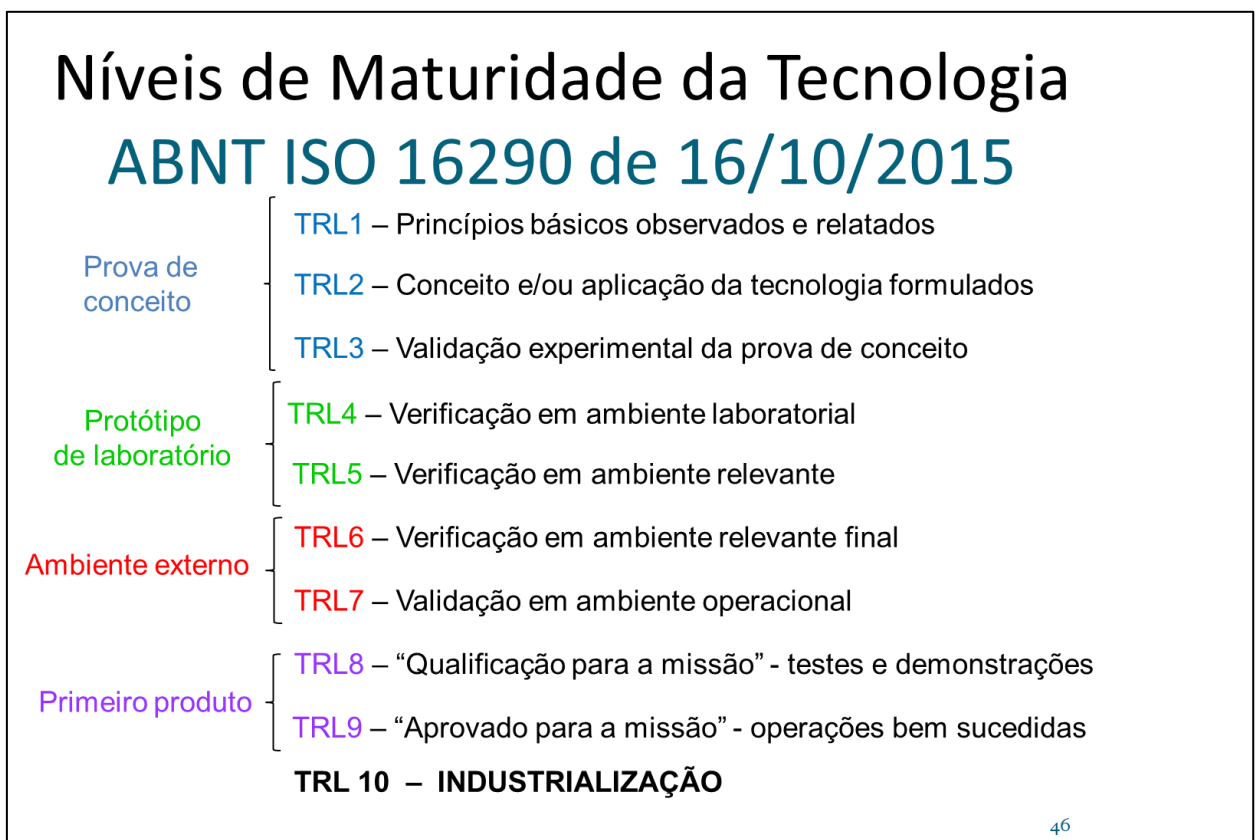 Níveis de Maturidade da Tecnologia
ABNT ISO 16290 de 16/10/2015
Prova de
conceito
TRL1 – Princípios básicos observados e relatados
TRL2 – Conceito e/ou aplicação da tecnologia formulados
TRL3 – Validação experimental da prova de conceito
Protótipo
de laboratório
TRL4 – Verificação em ambiente laboratorial
TRL5 – Verificação em ambiente relevante
Ambiente externo
TRL6 – Verificação em ambiente relevante final
TRL7 – Validação em ambiente operacional
Primeiro produto
TRL8 – “Qualificação para a missão” - testes e demonstrações
TRL9 – “Aprovado para a missão” - operações bem sucedidas
TRL 10 – INDUSTRIALIZAÇÃO
46